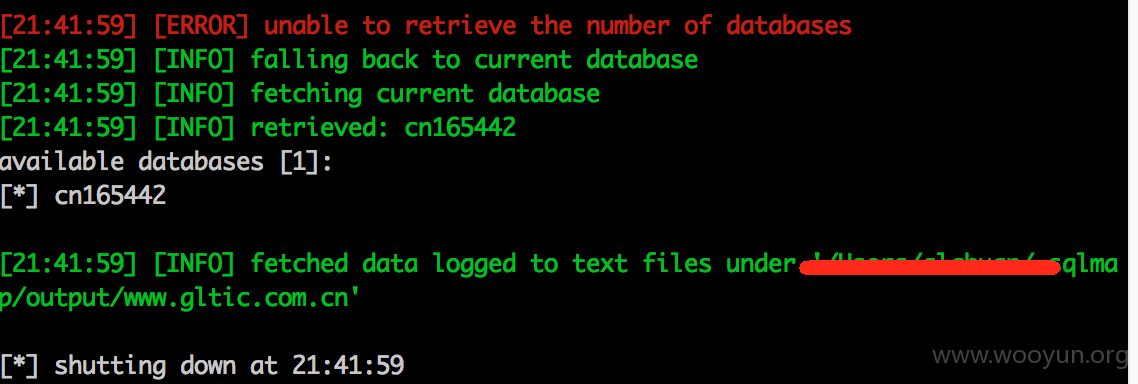 [21:41:59] [ERROR] unable to retrieve the number of databases
[21:41:59] [INFO] falling back to current database
[21:41:59] [INFO] fetching current database
[21:41:59] [INFO] retrieved: cn165442
available databases [1]:
[*] cn165442
[21:41:59] [INFO] fetched data logged to text files under sqlma
p/output/www.gltic.com.cn'
[*] shutting down at 21:41:59
www.wooyun.org